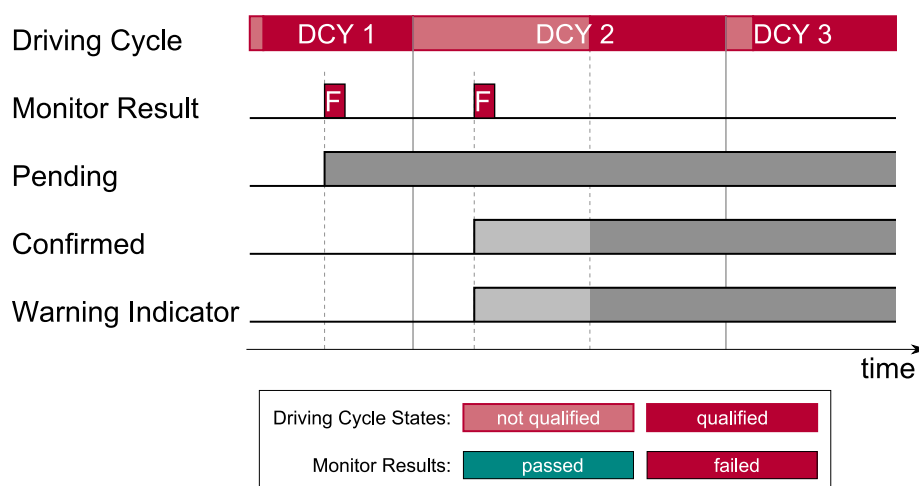 Driving Cycle DCY 1 DCY 2 DCY 3
Monitor Result F F
Pending
Confirmed
Warning Indicator
time
Driving Cycle States: not qualified qualified
Monitor Results: passed failed